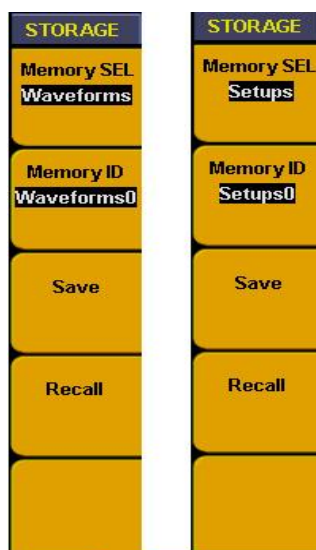 STORAGE
Memory SEL
Waveforms
Memory ID
Waveforms0
Save
Recall
STORAGE
Memory SEL
Setups
Memory ID
Setups0
Save
Recall